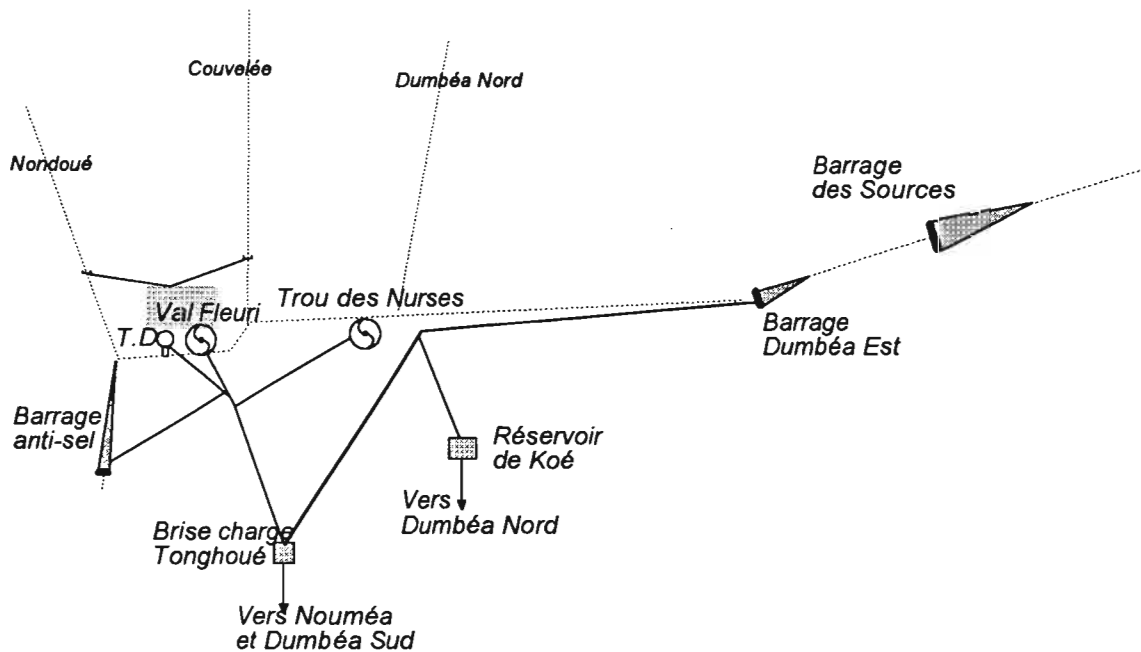 Couvelée
Dumbéa Nord
Nondoué
Barrage
des Sources
Val Fleuri
Trou des Nurses
T.D
Barrage
Dumbéa Est
Barrage
anti-sel
Réservoir
de Koé
Vers
Dumbéa Nord
Brise charge
Tonghoué
Vers Nouméa
et Dumbéa Sud